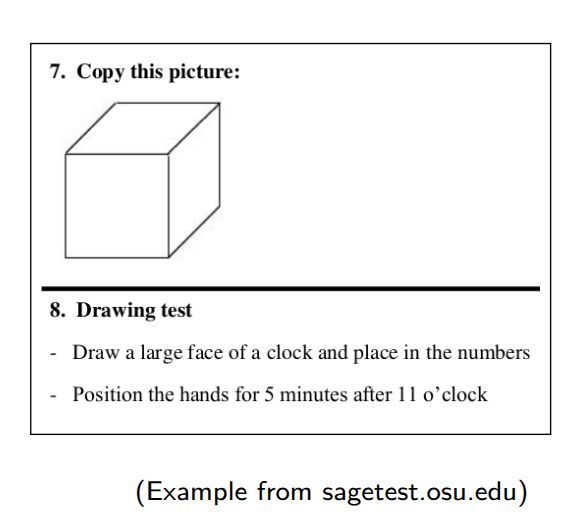 7. Copy this picture:
8. Drawing test
- Draw a large face of a clock and place in the numbers
- Position the hands for 5 minutes after 11 o’clock
(Example from sagetest.osu.edu)